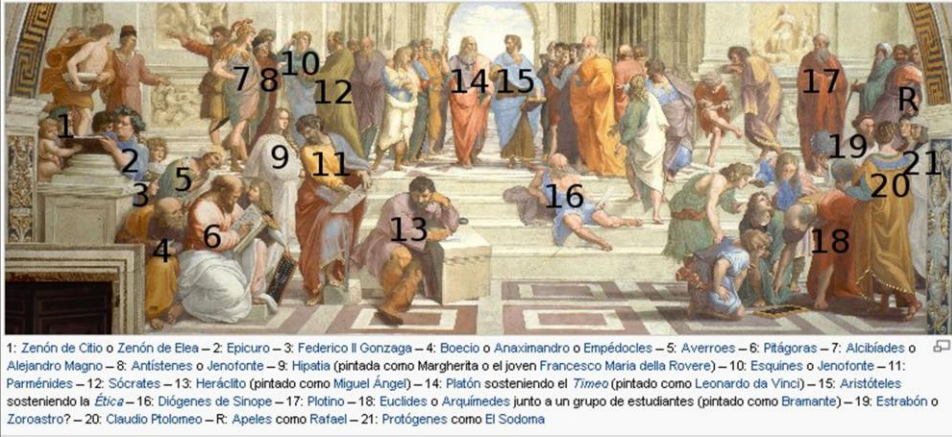 7 8 10 12 14 15 17 R
1 2 3 5 9 11 16 19 20 21
4 6 13 18
1: Zenón de Citio o Zenón de Elea – 2: Epicuro – 3: Federico II Gonzaga – 4: Boecio o Anaximandro o Empédocles – 5: Averroes – 6: Pitágoras – 7: Alcibíades o
Alejandro Magno – 8: Antístenes o Jenofonte – 9: Hipatia (pintada como Margherita o el joven Francesco Maria della Rovere) – 10: Esquines o Jenofonte – 11:
Parménides – 12: Sócrates – 13: Heráclito (pintado como Miguel Ángel) – 14: Platón sosteniendo el Timeo (pintado como Leonardo da Vinci) – 15: Aristóteles
sosteniendo la Ética – 16: Diógenes de Sinope – 17: Plotino – 18: Euclides o Arquímedes junto a un grupo de estudiantes (pintado como Bramante) – 19: Estrabón o
Zoroastro? – 20: Claudio Ptolomeo – R: Apeles como Rafael – 21: Protógenes como El Sodoma